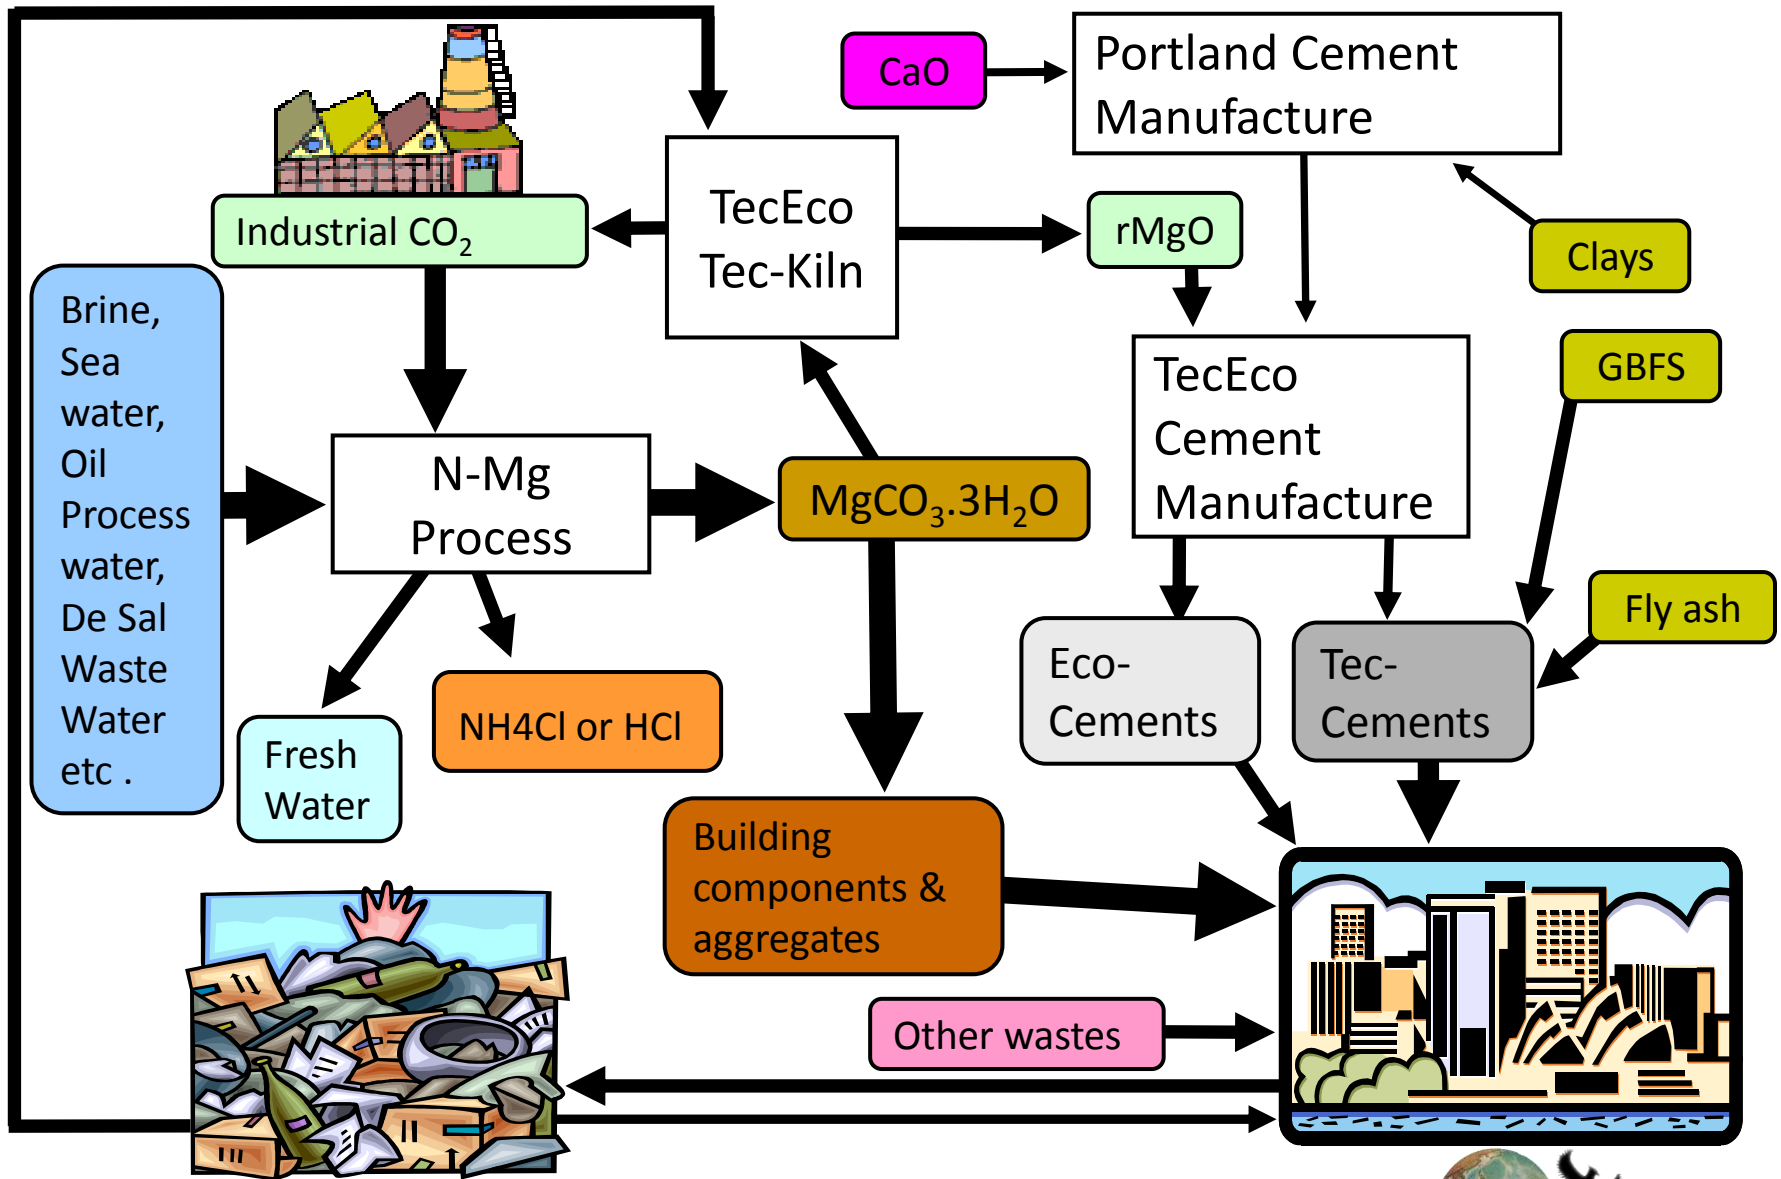 CaO
Portland Cement
Manufacture
TecEco
Tec-Kiln
Industrial CO₂
rMgO
Clays
Brine,
Sea
water,
Oil
Process
water,
De Sal
Waste
Water
etc .
TecEco
Cement
Manufacture
GBFS
N-Mg
Process
MgCO₃.3H₂O
Fly ash
Eco-
Cements
Tec-
Cements
NH4Cl or HCl
Fresh
Water
Building
components &
aggregates
Other wastes